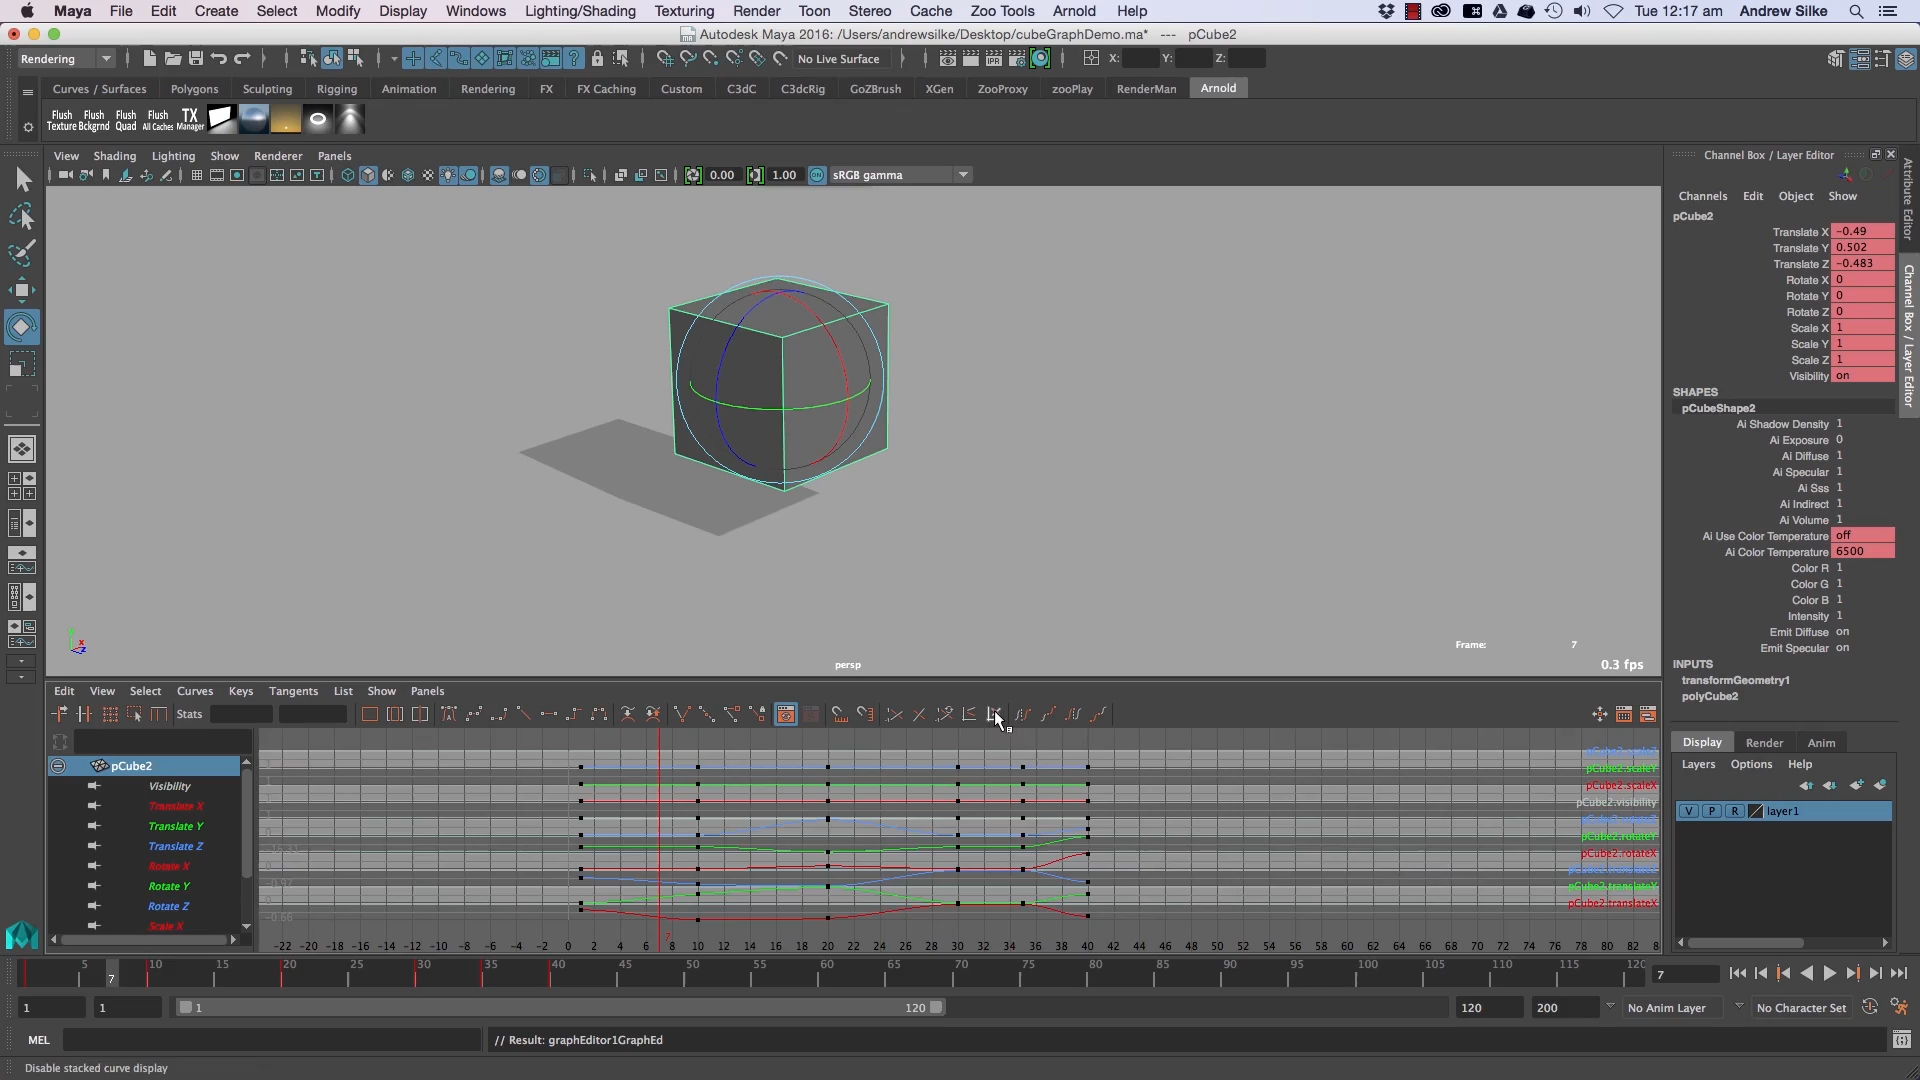 Maya File Edit Create Select Modify Display Windows Lighting/Shading Texturing Render Toon Stereo Cache Zoo Tools Arnold Help Tue 12:17 am Andrew Silke
Autodesk Maya 2016: /Users/andrewsilke/Desktop/cubeGraphDemo.ma* --- pCube2
Rendering No Live Surface X: Y: Z:
Curves / Surfaces Polygons Sculpting Rigging Animation Rendering FX FX Caching Custom C3dC C3dcRig GoZBrush XGen ZooProxy zooPlay RenderMan Arnold
Flush Flush Flush Flush TX
Texture Bckgrnd Quad All Caches Manager
View Shading Lighting Show Renderer Panels
0.00 1.00 sRGB gamma
Channel Box / Layer Editor
Channels Edit Object Show
pCube2
Translate X -0.49
Translate Y 0.502
Translate Z -0.483
Rotate X 0
Rotate Y 0
Rotate Z 0
Scale X 1
Scale Y 1
Scale Z 1
Visibility on
SHAPES
pCubeShape2
Ai Shadow Density 1
Ai Exposure 0
Ai Diffuse 1
Ai Specular 1
Ai Sss 1
Ai Indirect 1
Ai Volume 1
Ai Use Color Temperature off
Ai Color Temperature 6500
Color R 1
Color G 1
Color B 1
Intensity 1
Emit Diffuse on
Emit Specular on
INPUTS
transformGeometry1
polyCube2
Attribute Editor
Channel Box / Layer Editor
Frame: 7
persp
0.3 fps
Edit View Select Curves Keys Tangents List Show Panels
Stats
pCube2
Visibility
Translate X
Translate Y
Translate Z
Rotate X
Rotate Y
Rotate Z
Scale X
pCube2.scaleY
pCube2.scaleX
pCube2.visibility
pCube2.rotateY
pCube2.rotateX
pCube2.translateY
pCube2.translateX
-22 -20 -18 -16 -14 -12 -10 -8 -6 -4 -2 0 2 4 6 8 10 12 14 16 18 20 22 24 26 28 30 32 34 36 38 40 42 44 46 48 50 52 54 56 58 60 62 64 66 68 70 72 74 76 78 80 82 8
Display Render Anim
Layers Options Help
V P R layer1
5 7 10 15 20 25 30 35 40 45 50 55 60 65 70 75 80 85 90 95 100 105 110 115 120 7
1 1 1 120 120 200 No Anim Layer No Character Set
MEL // Result: graphEditor1GraphEd
Disable stacked curve display